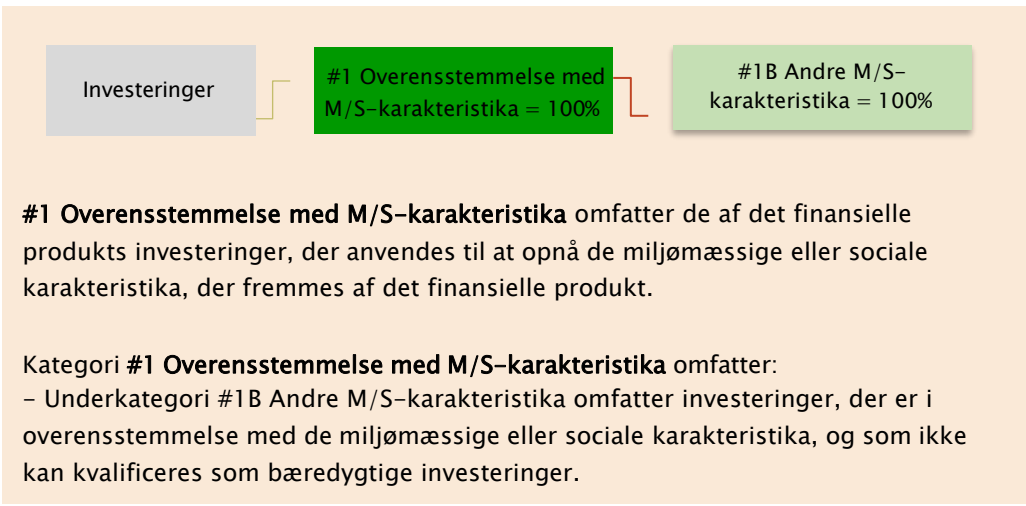 Investeringer
#1 Overensstemmelse med
M/S-karakteristika = 100%
#1B Andre M/S-
karakteristika = 100%
#1 Overensstemmelse med M/S-karakteristika omfatter de af det finansielle
produkts investeringer, der anvendes til at opnå de miljømæssige eller sociale
karakteristika, der fremmes af det finansielle produkt.
Kategori #1 Overensstemmelse med M/S-karakteristika omfatter:
- Underkategori #1B Andre M/S-karakteristika omfatter investeringer, der er i
overensstemmelse med de miljømæssige eller sociale karakteristika, og som ikke
kan kvalificeres som bæredygtige investeringer.